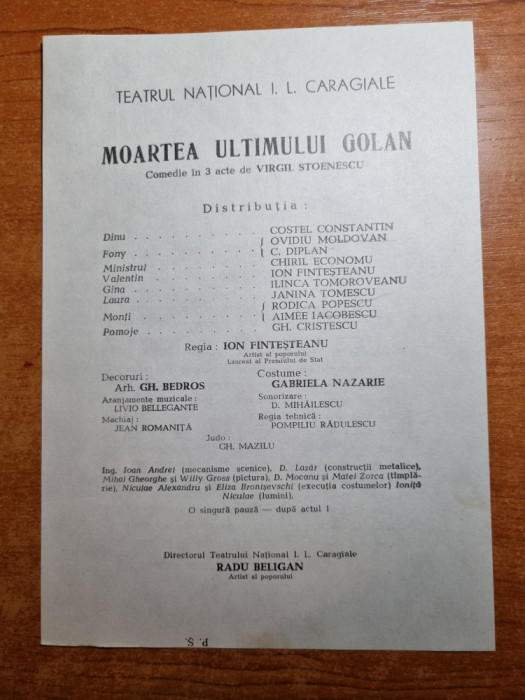 TEATRUL NAȚIONAL I. L. CARAGIALE
MOARTEA ULTIMULUI GOLAN
Comedie în 3 acte de VIRGIL STOENESCU
Distribuția :
Dinu . . . . . . . . . . . COSTEL CONSTANTIN
Fony . . . . . . . . . . { OVIDIU MOLDOVAN
C. DIPLAN
Ministrul . . . . . . . . . CHIRIL ECONOMU
Valentin . . . . . . . . . ION FINTEȘTEANU
Gina . . . . . . . . . . . ILINCA TOMOROVEANU
Laura . . . . . . . . . . JANINA TOMESCU
Monți . . . . . . . . . . { RODICA POPESCU
AIMEE IACOBESCU
Pomoje . . . . . . . . . . GH. CRISTESCU
Regia : ION FINTEȘTEANU
Artist al poporului
Laureat al Premiului de Stat
Decoruri :
Arh. GH. BEDROS
Costume :
GABRIELA NAZARIE
Aranjamente muzicale :
LIVIO BELLEGANTE
Sonorizare :
D. MIHĂILESCU
Machiaj :
JEAN ROMANIȚĂ
Regia tehnică :
POMPILIU RĂDULESCU
Judo :
GH. MAZILU
Ing. Ioan Andrei (mecanisme scenice), D. Lazăr (construcții metalice),
Mihai Gheorghe și Willy Gross (pictura), D. Mocanu și Matei Zorca (tîmplă-
rie), Niculae Alexandru și Eliza Bronișevschi (execuția costumelor) Ioniță
Niculae (lumini).
O singură pauză — după actul 1
Directorul Teatrului Național I. L. Caragiale
RADU BELIGAN
Artist al poporului
P. Ș.